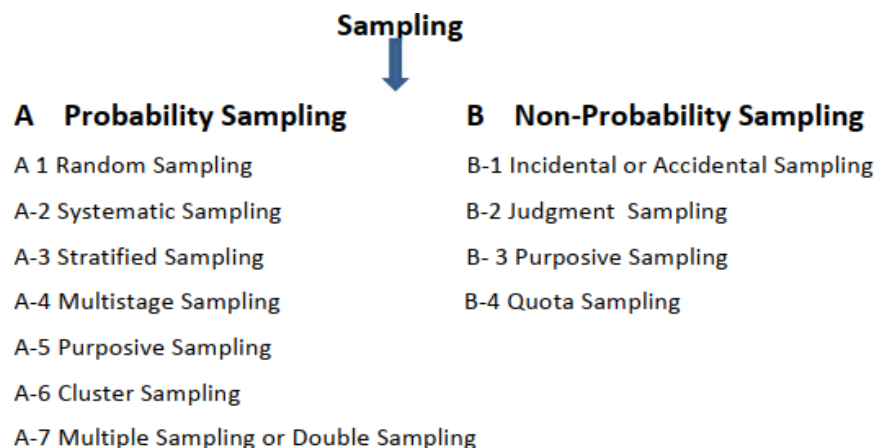 Sampling
A Probability Sampling
A 1 Random Sampling
A-2 Systematic Sampling
A-3 Stratified Sampling
A-4 Multistage Sampling
A-5 Purposive Sampling
A-6 Cluster Sampling
A-7 Multiple Sampling or Double Sampling
B Non-Probability Sampling
B-1 Incidental or Accidental Sampling
B-2 Judgment Sampling
B- 3 Purposive Sampling
B-4 Quota Sampling